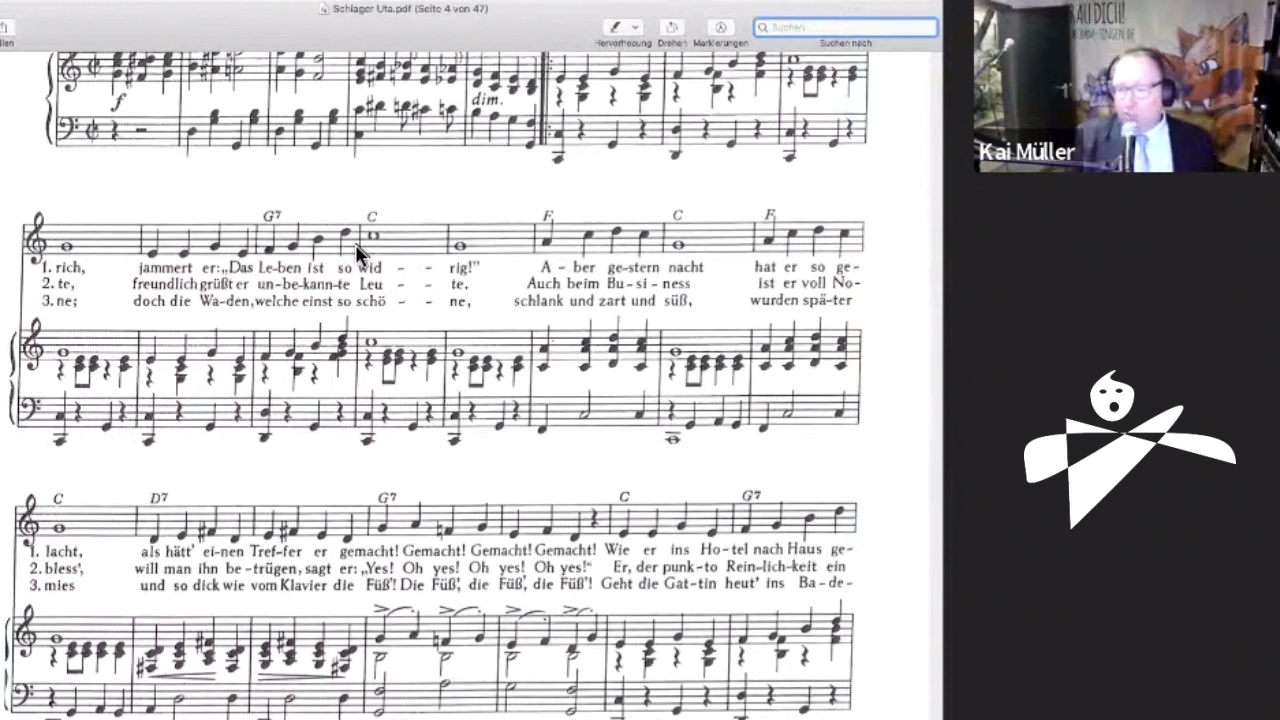 Schlager Uta.pdf (Seite 4 von 47)
Suchen
llen Hervorhebung Drehen Markierungen Suchen nach
RAU DICH!
Kai Müller
f dim.
G7 C F C F
1. rich, jammert er:„Das Le-ben ist so wid - - rig!" A - ber ge-stern nacht hat er so ge-
2. te, freundlich grüßt er un-be-kann-te Leu - - te. Auch beim Bu-si-ness ist er voll No-
3. ne; doch die Wa-den,welche einst so schö - - ne, schlank und zart und süß, wurden spä-ter
C D7 G7 C G7
1. lacht, als hätt' ei-nen Tref-fer er gemacht! Gemacht! Gemacht! Gemacht! Wie er ins Ho-tel nach Haus ge-
2. bless', will man ihn be-trügen, sagt er: „Yes! Oh yes! Oh yes! Oh yes!" Er, der punk-to Rein-lich-keit ein
3. mies und so dick wie vom Klavier die Füß'! Die Füß', die Füß', die Füß'! Geht die Gat-tin heut' ins Ba-de-